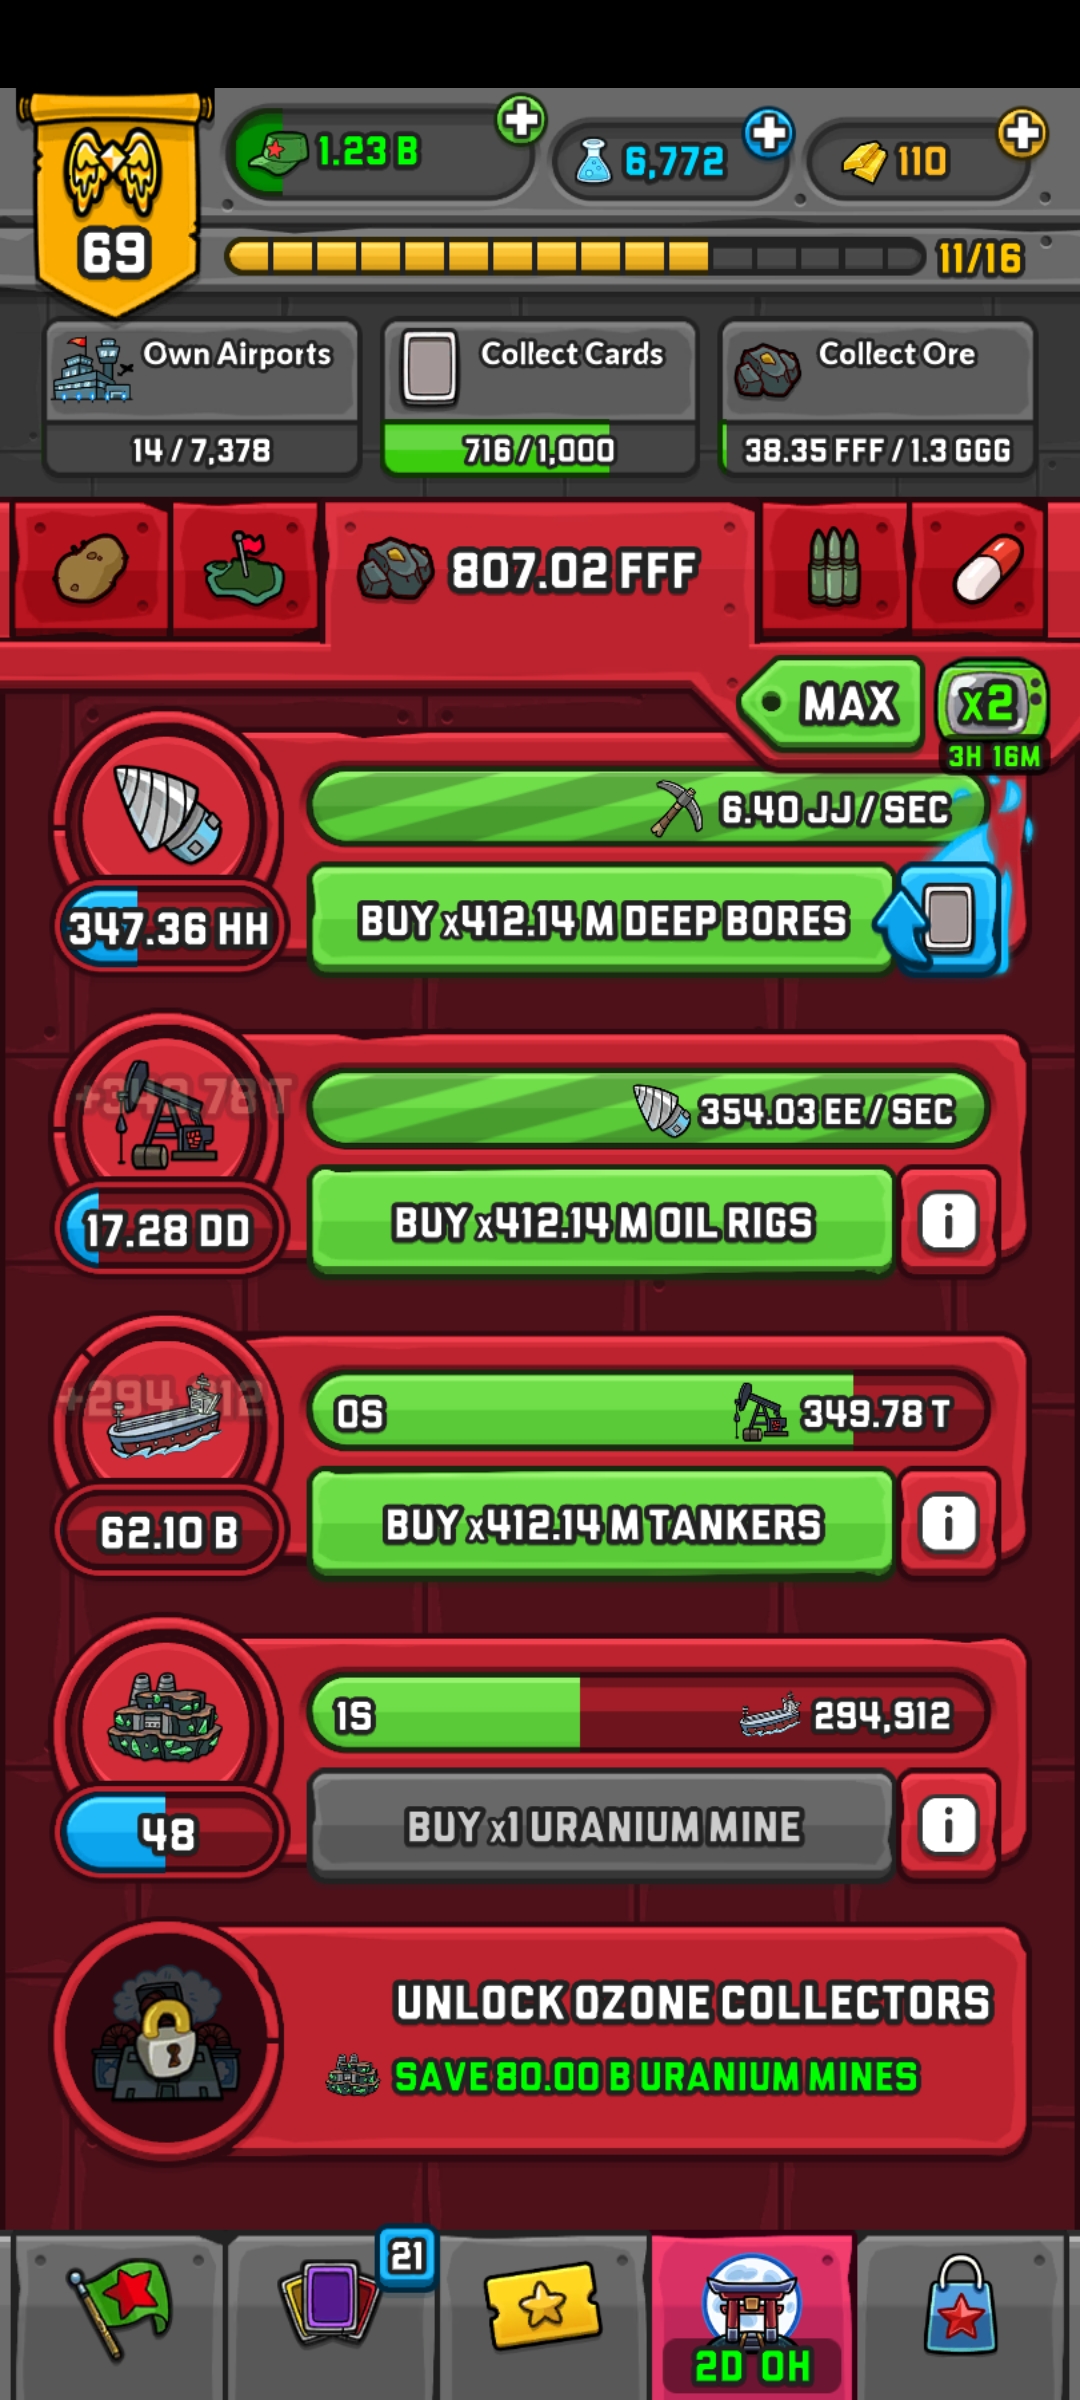 69
1.23 B
6,772
110
11/16
Own Airports
14 / 7,378
Collect Cards
716 / 1,000
Collect Ore
38.35 FFF / 1.3 GGG
807.02 FFF
MAX
x2
3H 16M
6.40 JJ / SEC
347.36 HH
BUY x412.14 M DEEP BORES
+349.78 T
354.03 EE / SEC
17.28 DD
BUY x412.14 M OIL RIGS
i
+294,912
0S
349.78 T
62.10 B
BUY x412.14 M TANKERS
i
1S
294,912
48
BUY x1 URANIUM MINE
i
UNLOCK OZONE COLLECTORS
SAVE 80.00 B URANIUM MINES
21
2D 0H